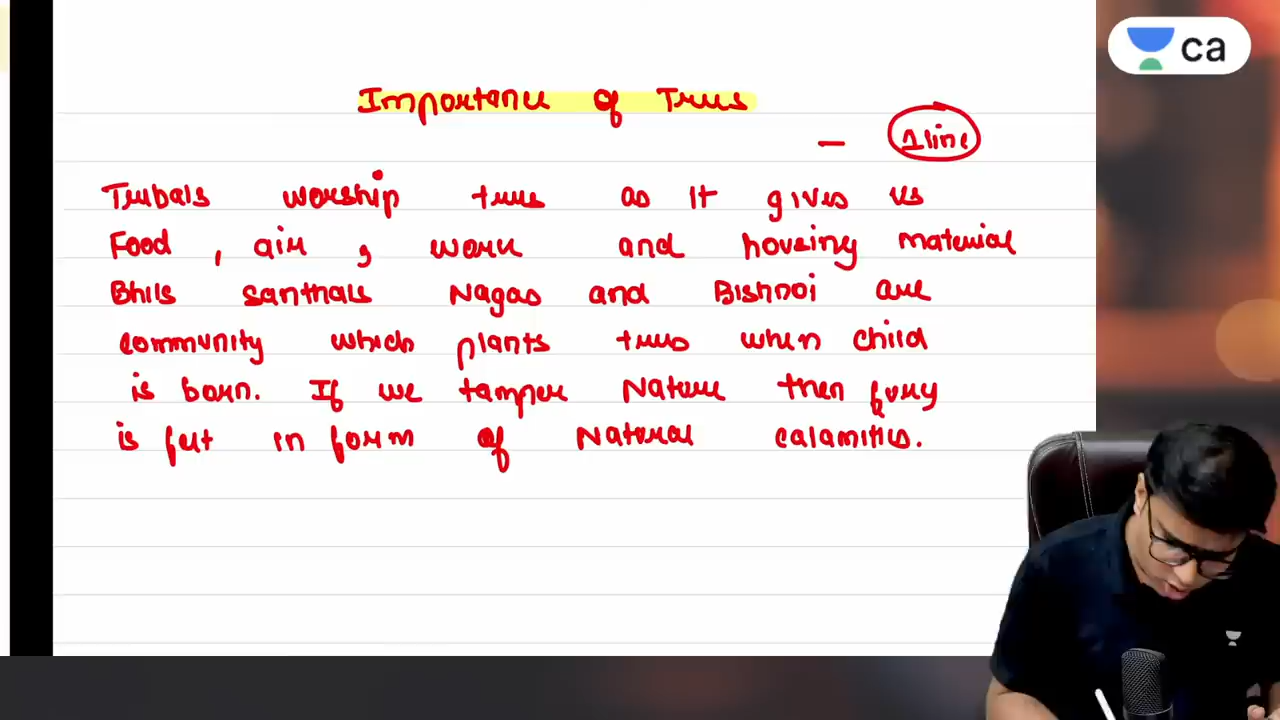 ca
Importance of Trees
— 1 line
Tribals worship trees as It gives us
Food , air , work and housing material
Bhils santhals Nagas and Bishnoi are
community which plants trees when child
is born. If we tamper Nature then fury
is felt in form of Natural calamities.